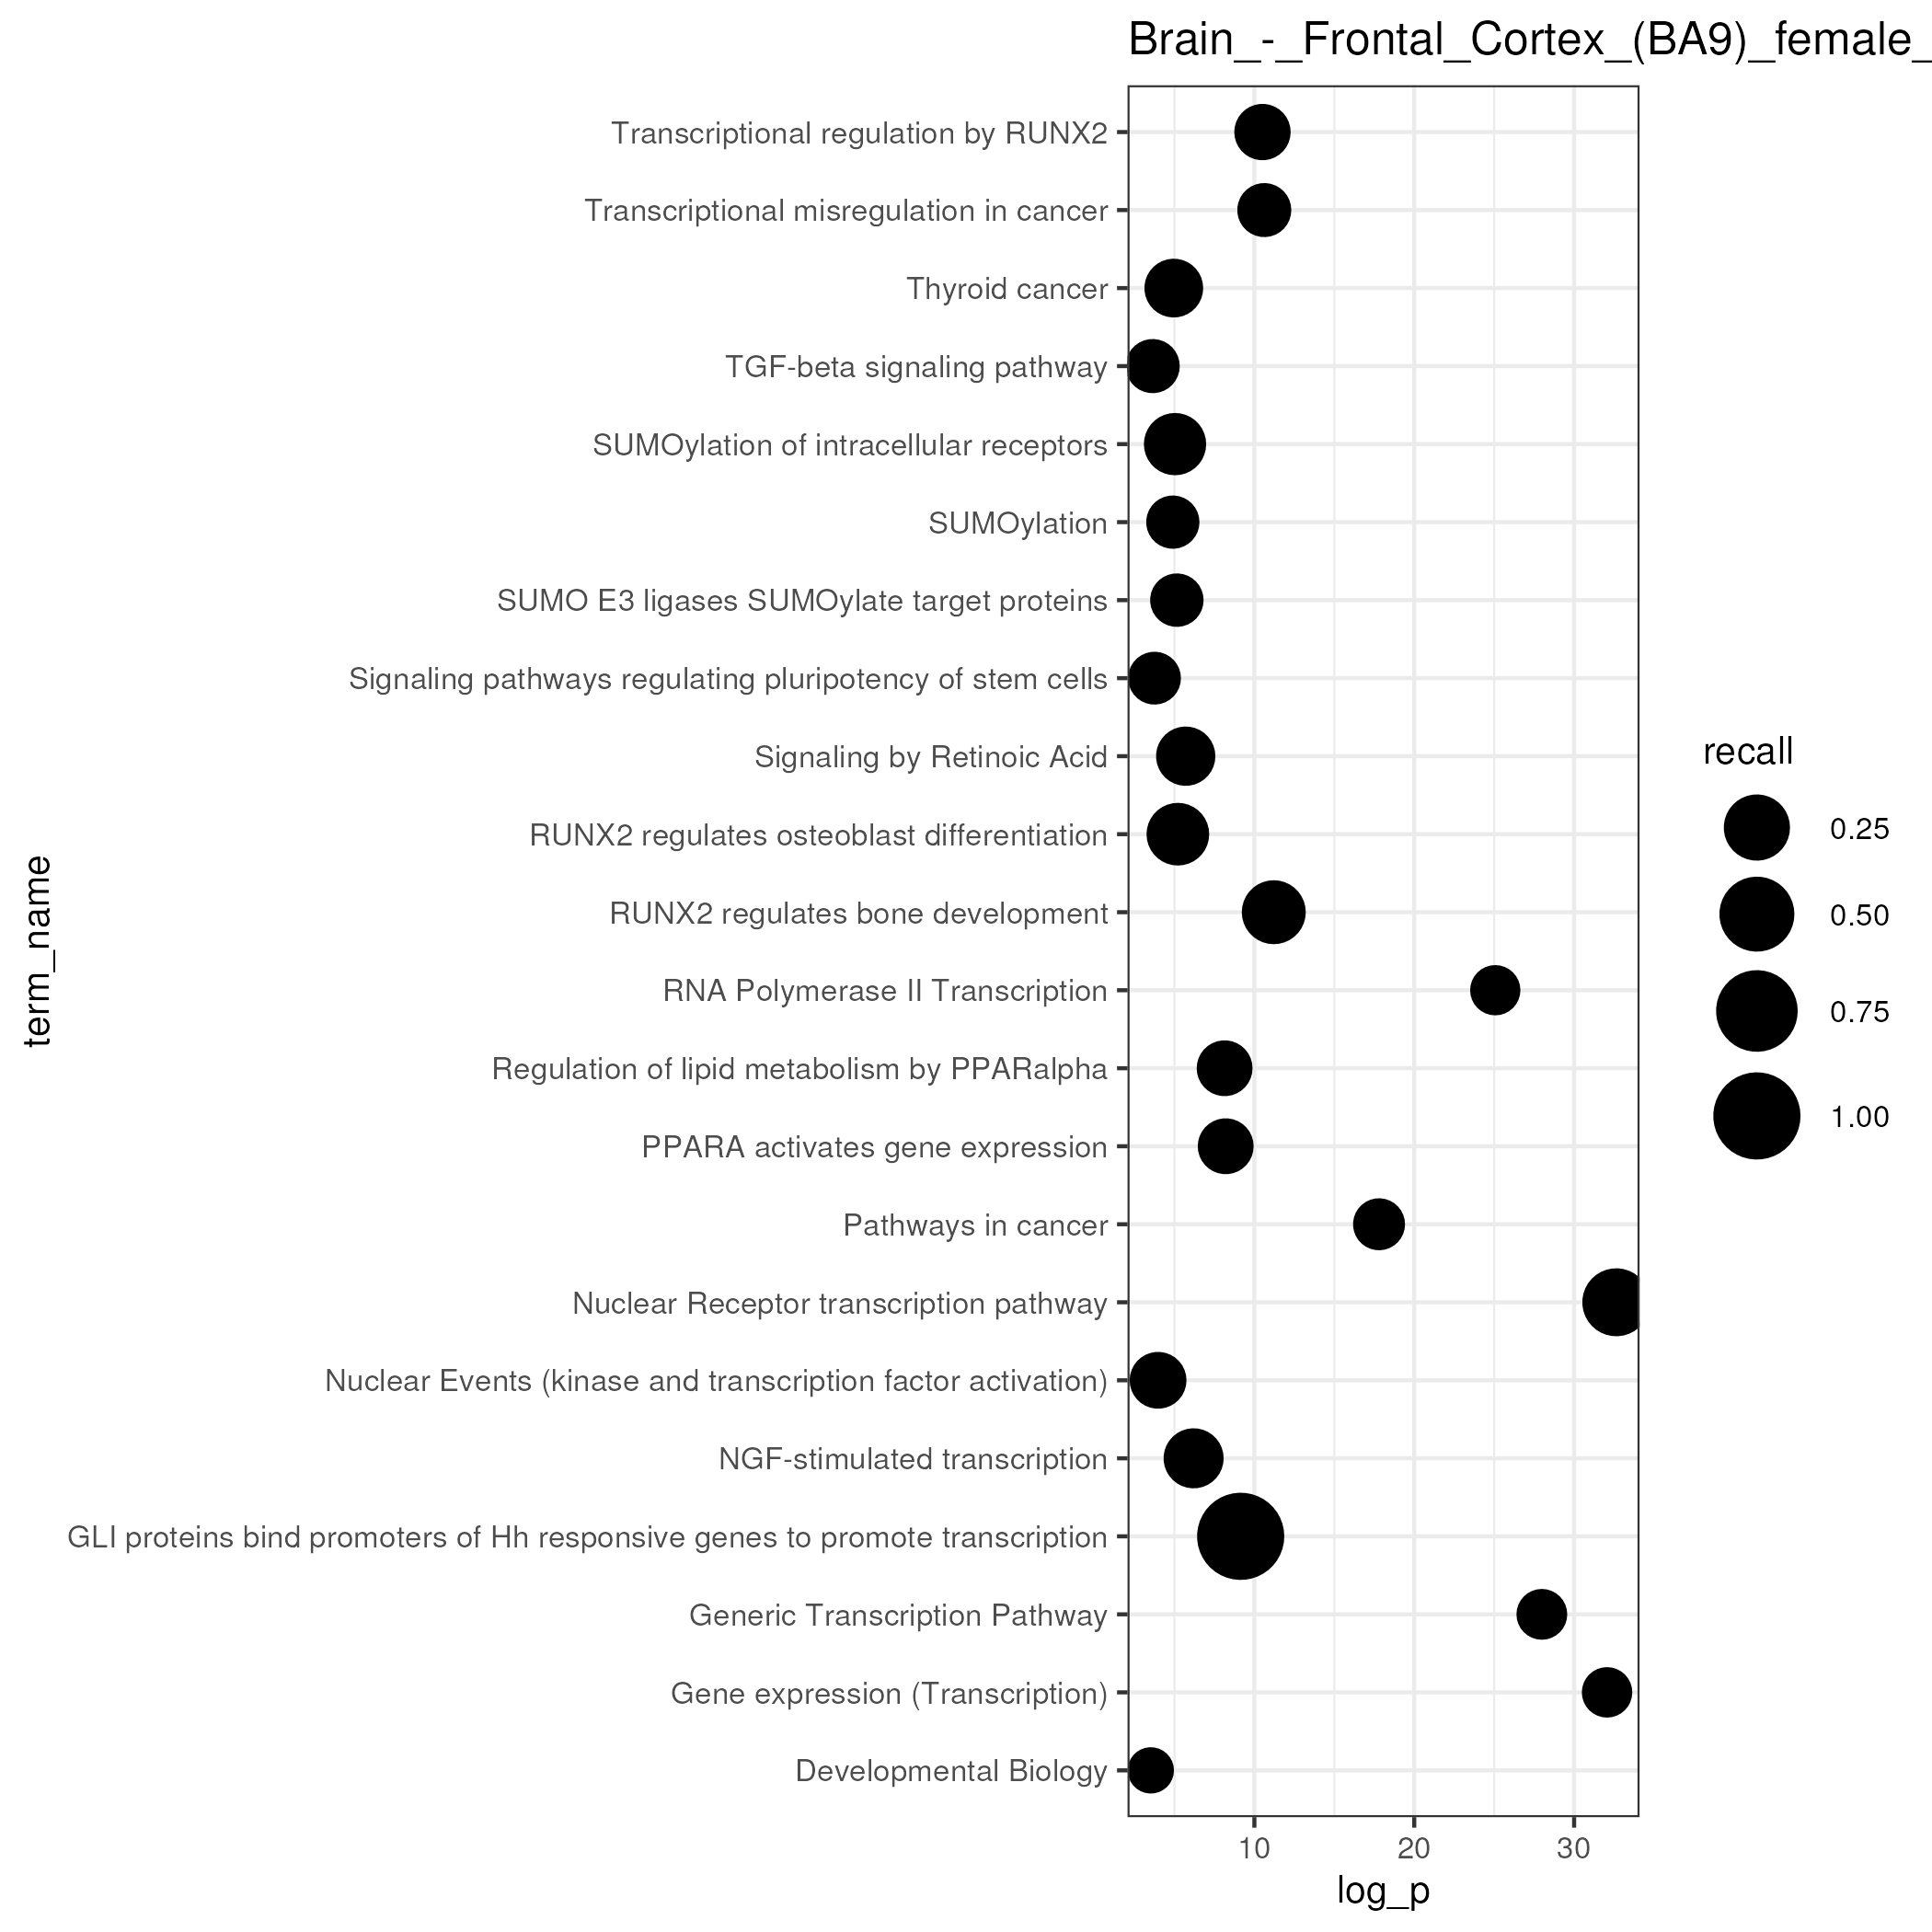 Brain_-_Frontal_Cortex_(BA9)_female_
Transcriptional regulation by RUNX2
Transcriptional misregulation in cancer
Thyroid cancer
TGF-beta signaling pathway
SUMOylation of intracellular receptors
SUMOylation
SUMO E3 ligases SUMOylate target proteins
Signaling pathways regulating pluripotency of stem cells
Signaling by Retinoic Acid
RUNX2 regulates osteoblast differentiation
RUNX2 regulates bone development
RNA Polymerase II Transcription
Regulation of lipid metabolism by PPARalpha
PPARA activates gene expression
Pathways in cancer
Nuclear Receptor transcription pathway
Nuclear Events (kinase and transcription factor activation)
NGF-stimulated transcription
GLI proteins bind promoters of Hh responsive genes to promote transcription
Generic Transcription Pathway
Gene expression (Transcription)
Developmental Biology
term_name
10 20 30
log_p
recall
0.25
0.50
0.75
1.00